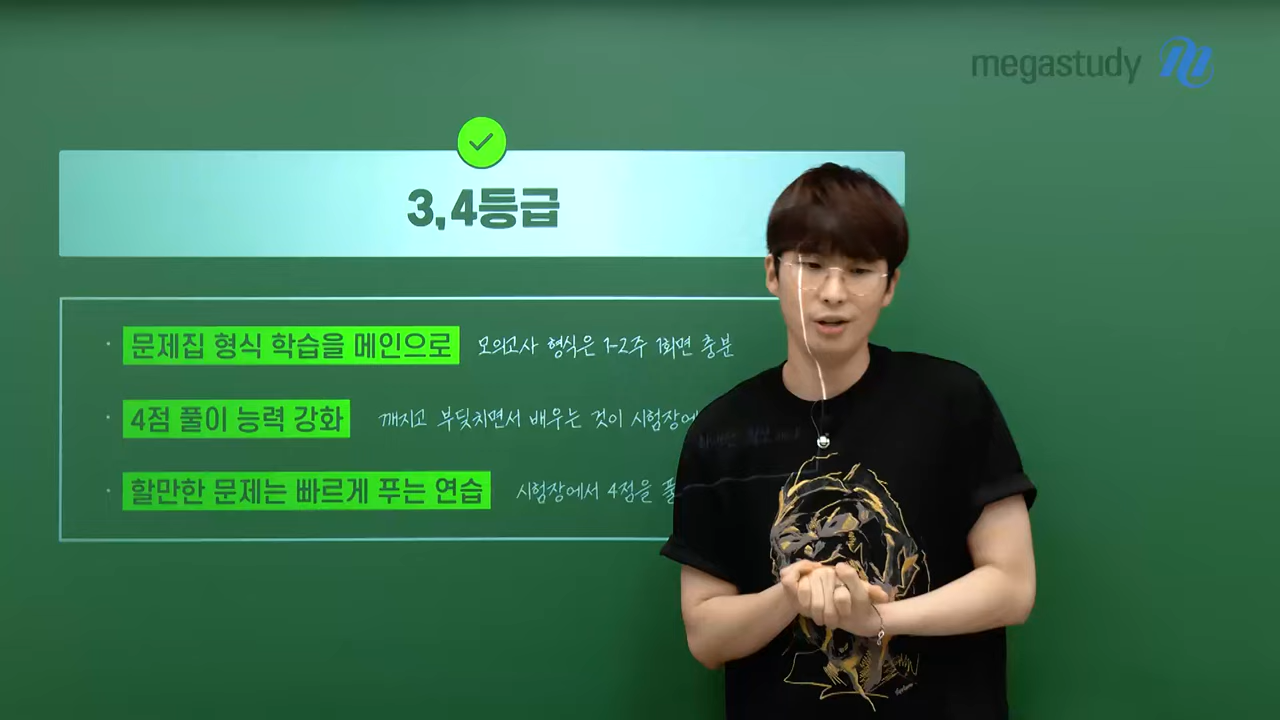 megastudy
3,4등급
· 문제집 형식 학습을 메인으로 모의고사 형식은 1-2주 1회면 충분
· 4점 풀이 능력 강화 깨지고 부딪치면서 배우는 것이 시험장에
· 할만한 문제는 빠르게 푸는 연습 시험장에서 4점을 풀